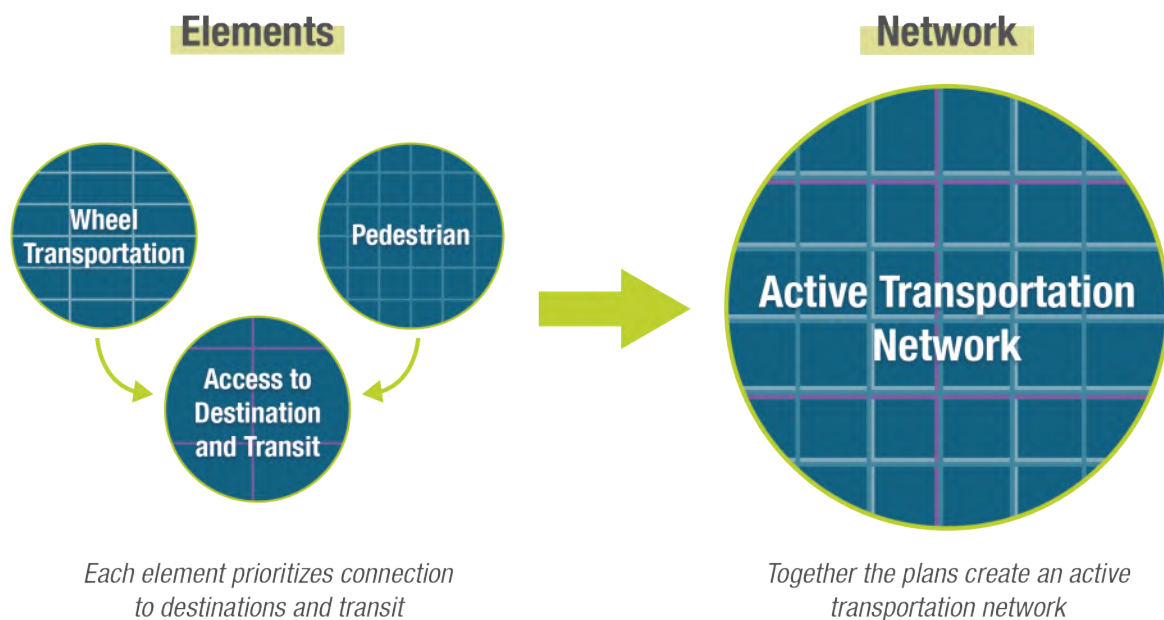 Elements
Wheel
Transportation
Pedestrian
Access to
Destination
and Transit
Each element prioritizes connection
to destinations and transit
Network
Active Transportation
Network
Together the plans create an active
transportation network